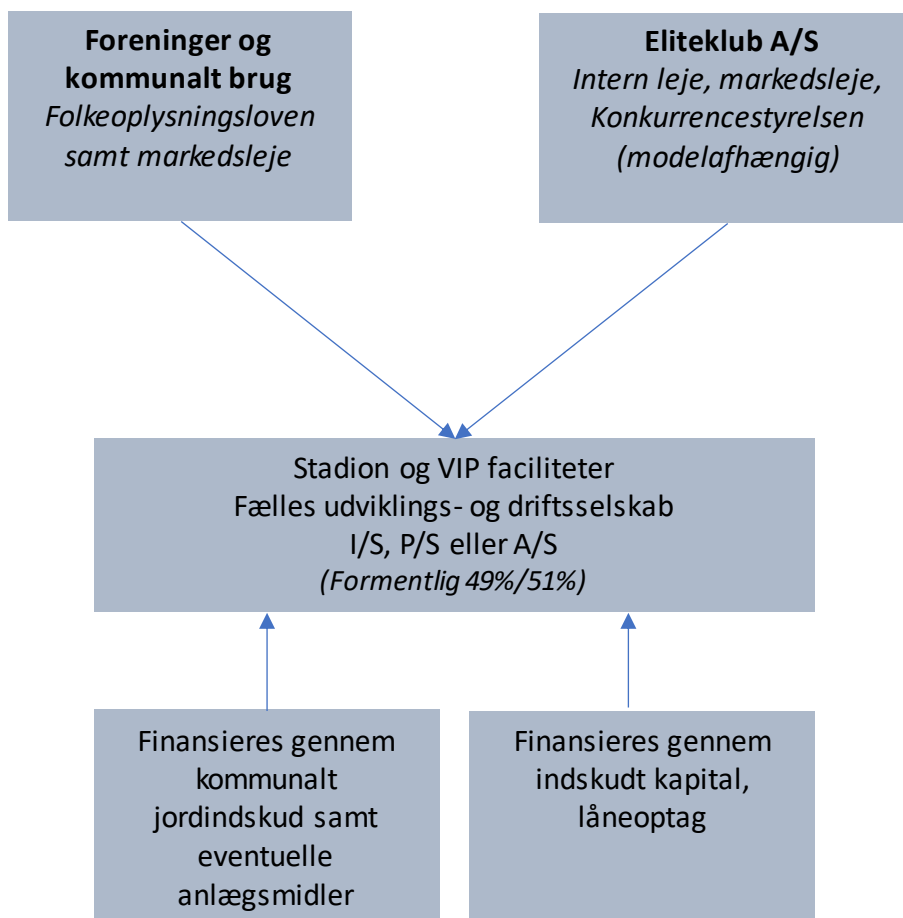 Foreninger og
kommunalt brug
Folkeoplysningsloven
samt markedsleje
Eliteklub A/S
Intern leje, markedsleje,
Konkurrencestyrelsen
(modelafhængig)
Stadion og VIP faciliteter
Fælles udviklings- og driftsselskab
I/S, P/S eller A/S
(Formentlig 49%/51%)
Finansieres gennem
kommunalt
jordindskud samt
eventuelle
anlægsmidler
Finansieres gennem
indskudt kapital,
låneoptag